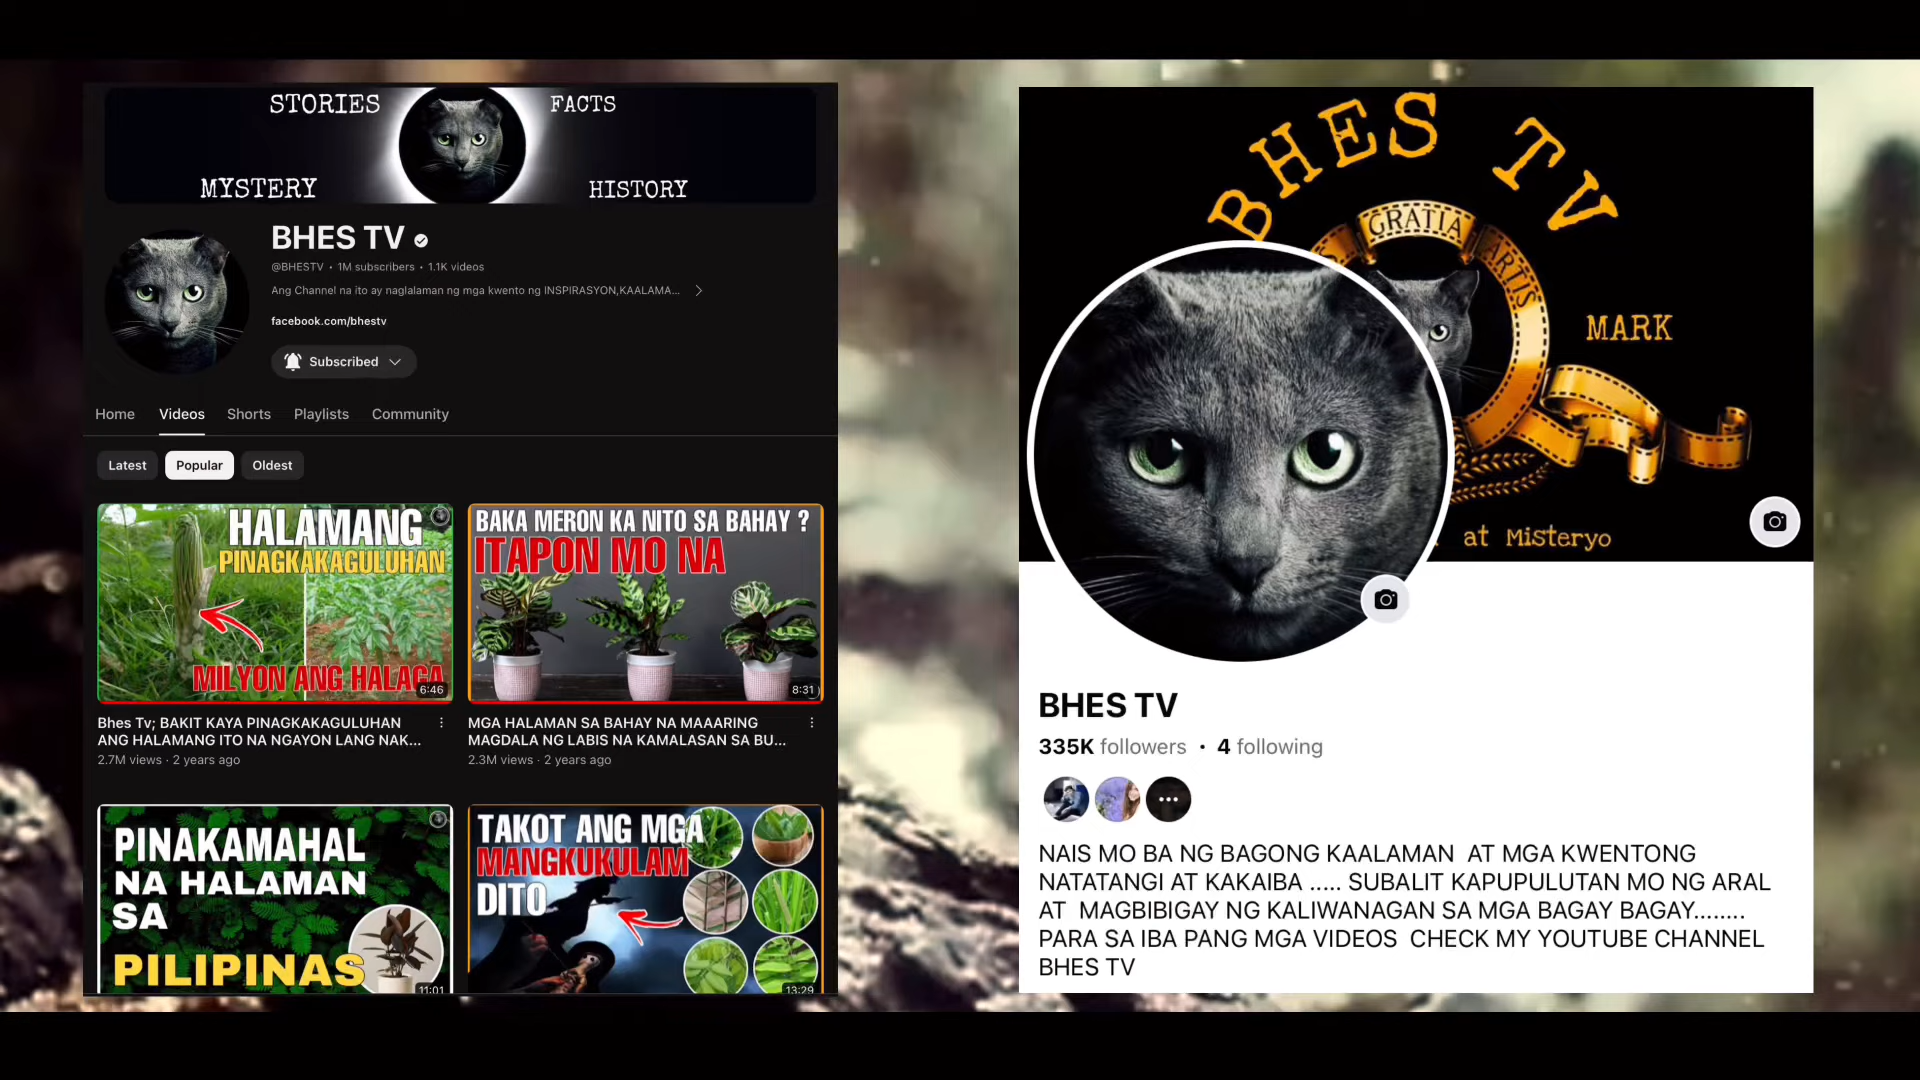 STORIES
FACTS
MYSTERY
HISTORY
BHES TV
@BHESTV • 1M subscribers • 1.1K videos
Ang Channel na ito ay naglalaman ng mga kwento ng INSPIRASYON,KAALAMA...
facebook.com/bhestv
Subscribed
Home Videos Shorts Playlists Community
Latest Popular Oldest
HALAMANG
PINAGKAKAGULUHAN
MILYON ANG HALAGA
6:46
Bhes Tv; BAKIT KAYA PINAGKAKAGULUHAN
ANG HALAMANG ITO NA NGAYON LANG NAK...
2.7M views · 2 years ago
BAKA MERON KA NITO SA BAHAY ?
ITAPON MO NA
8:31
MGA HALAMAN SA BAHAY NA MAAARING
MAGDALA NG LABIS NA KAMALASAN SA BU...
2.3M views · 2 years ago
PINAKAMAHAL
NA HALAMAN
SA
PILIPINAS
11:01
TAKOT ANG MGA
MANGKUKULAM
DITO
13:29
BHES TV
GRATIA
ARTIS
MARK
at Misteryo
BHES TV
335K followers • 4 following
NAIS MO BA NG BAGONG KAALAMAN AT MGA KWENTONG
NATATANGI AT KAKAIBA ..... SUBALIT KAPUPULUTAN MO NG ARAL
AT MAGBIBIGAY NG KALIWANAGAN SA MGA BAGAY BAGAY........
PARA SA IBA PANG MGA VIDEOS CHECK MY YOUTUBE CHANNEL
BHES TV